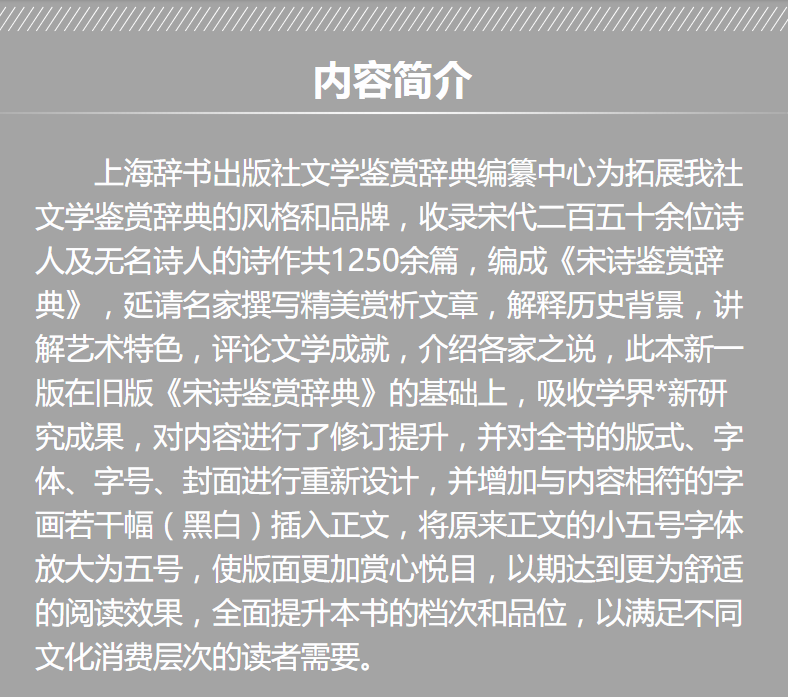 内容简介
上海辞书出版社文学鉴赏辞典编纂中心为拓展我社
文学鉴赏辞典的风格和品牌，收录宋代二百五十余位诗
人及无名诗人的诗作共1250余篇，编成《宋诗鉴赏辞
典》，延请名家撰写精美赏析文章，解释历史背景，讲
解艺术特色，评论文学成就，介绍各家之说，此本新一
版在旧版《宋诗鉴赏辞典》的基础上，吸收学界*新研
究成果，对内容进行了修订提升，并对全书的版式、字
体、字号、封面进行重新设计，并增加与内容相符的字
画若干幅（黑白）插入正文，将原来正文的小五号字体
放大为五号，使版面更加赏心悦目，以期达到更为舒适
的阅读效果，全面提升本书的档次和品位，以满足不同
文化消费层次的读者需要。